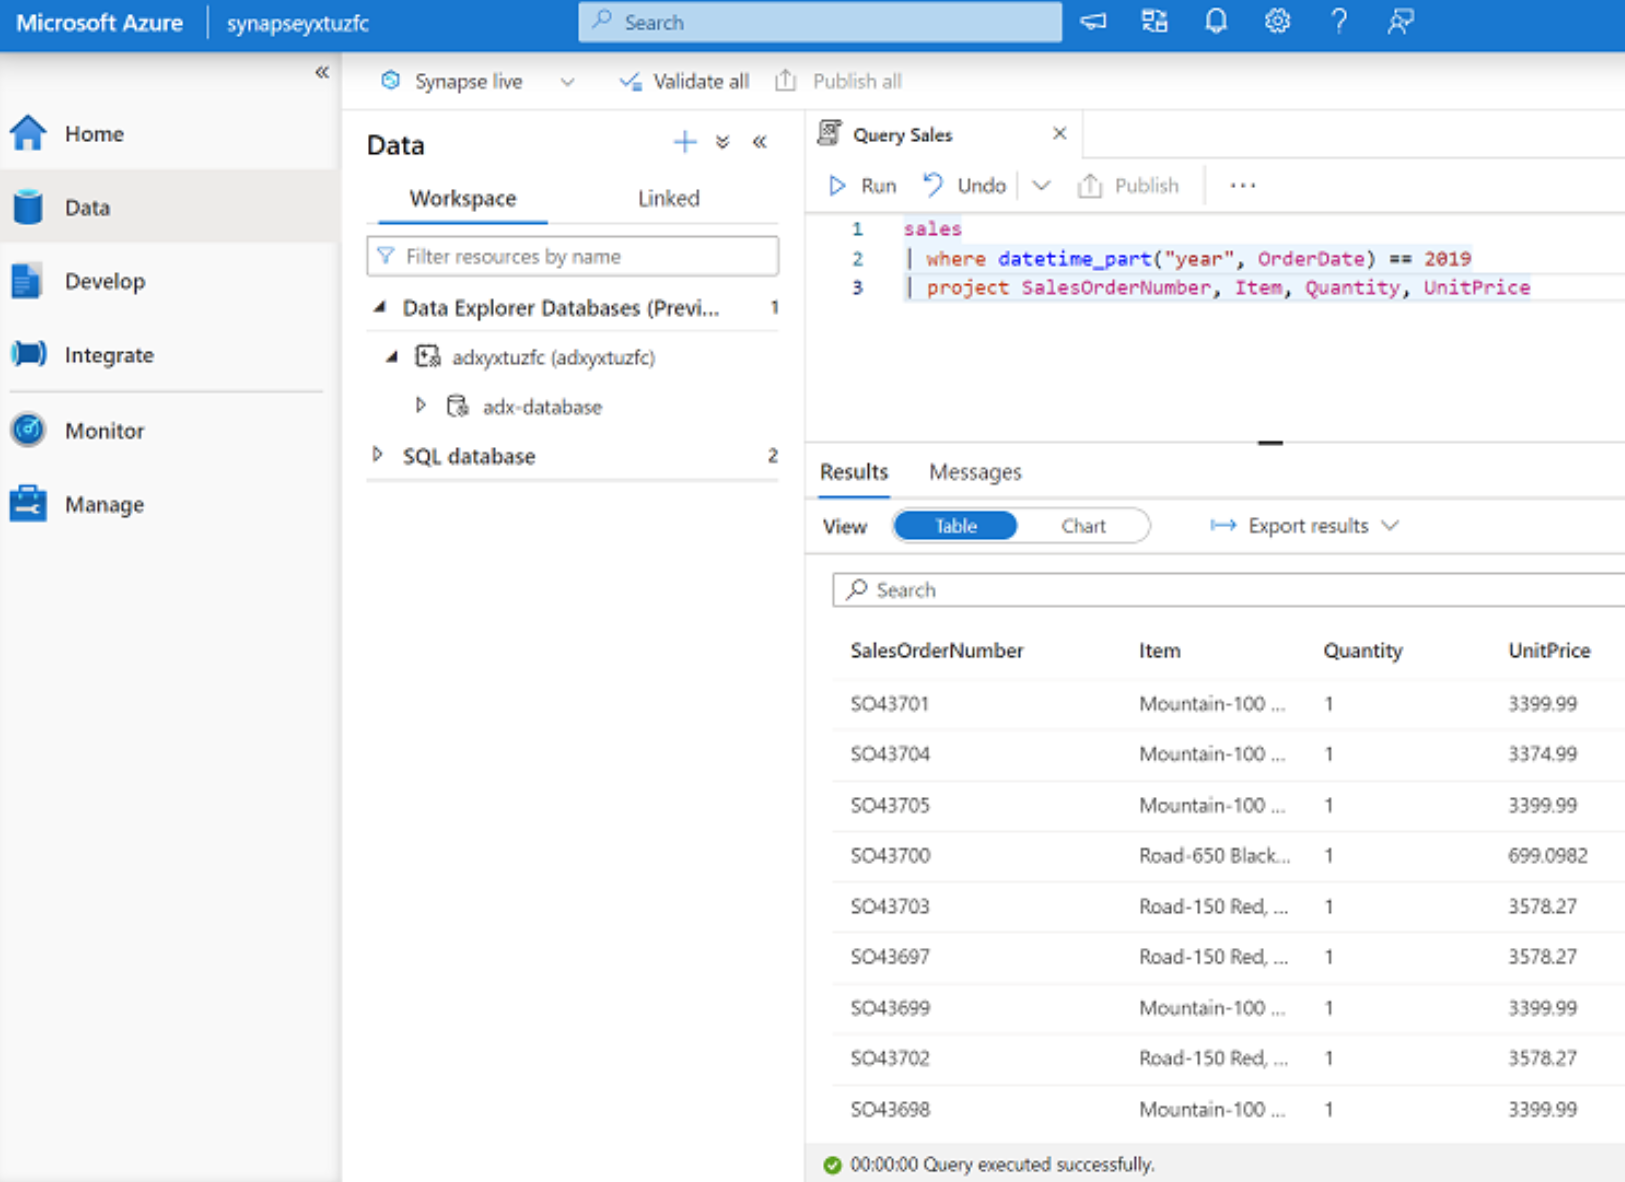 Microsoft Azure synapseyxtuzfc Search
Synapse live Validate all Publish all
Home
Data
Develop
Integrate
Monitor
Manage
Data
Workspace Linked
Filter resources by name
Data Explorer Databases (Previ... 1
adxyxtuzfc (adxyxtuzfc)
adx-database
SQL database 2
Query Sales
Run Undo Publish ...
1 sales
2 | where datetime_part("year", OrderDate) == 2019
3 | project SalesOrderNumber, Item, Quantity, UnitPrice
Results Messages
View Table Chart Export results
Search
SalesOrderNumber Item Quantity UnitPrice
SO43701 Mountain-100 ... 1 3399.99
SO43704 Mountain-100 ... 1 3374.99
SO43705 Mountain-100 ... 1 3399.99
SO43700 Road-650 Black... 1 699.0982
SO43703 Road-150 Red, ... 1 3578.27
SO43697 Road-150 Red, ... 1 3578.27
SO43699 Mountain-100 ... 1 3399.99
SO43702 Road-150 Red, ... 1 3578.27
SO43698 Mountain-100 ... 1 3399.99
00:00:00 Query executed successfully.